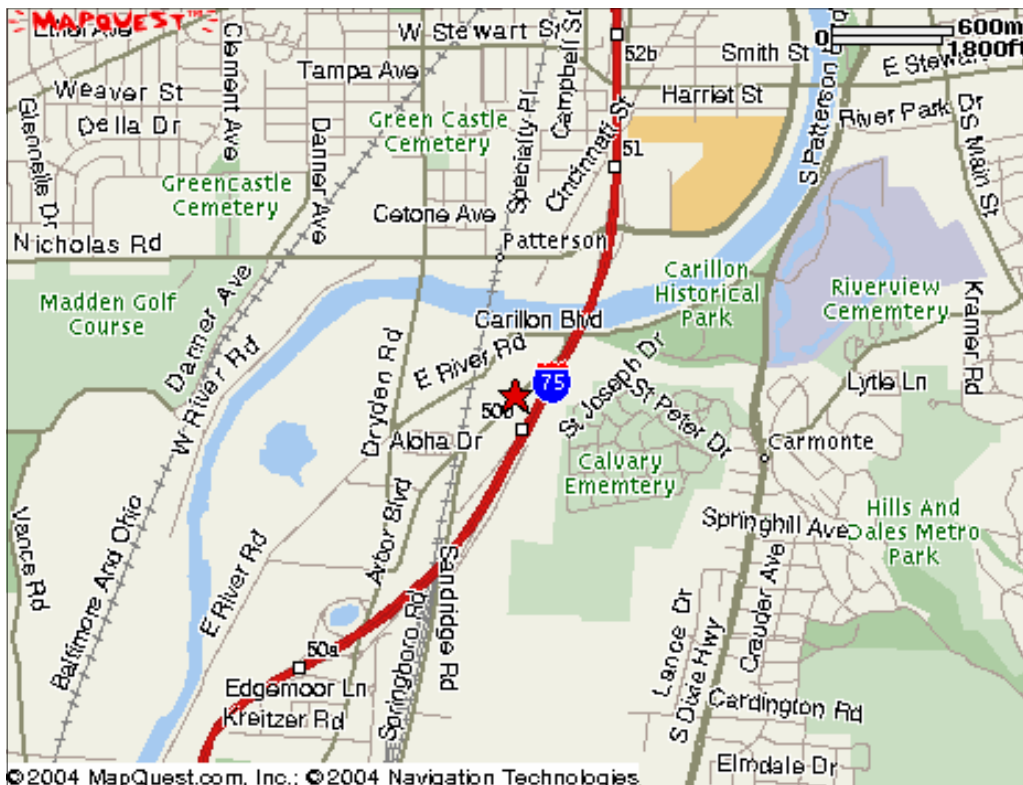 MAPQUEST
TM
0 600m
1800ft
W Stewart St
Campbell St
52b
Smith St
E Stewart
Weaver St
Tampa Ave
Clement Ave
Harriet St
Della Dr
Green Castle
Cemetery
Specialty Pl
Cincinnati St
S Patterson
River Park Dr
S Main St
Glennelle Dr
Danner Ave
51
Greencastle
Cemetery
Cetone Ave
Nicholas Rd
Patterson
Madden Golf
Course
Danner Ave
Carillon
Historical
Park
Riverview
Cememtery
Kramer Rd
Carillon Blvd
W River Rd
Dryden Rd
E River Rd
75
St Joseph Dr
St Peter Dr
Lytle Ln
Aloha Dr
Carmonte
Calvary
Ememtery
Vance Rd
Baltimore And Ohio
E River Rd
Arbor Blvd
Springhill Ave
Hills And
Dales Metro
Park
Sandridge Rd
Springboro Rd
Lance Dr
S Dixie Hwy
Crauder Ave
50a
Edgemoor Ln
Kreitzer Rd
Cardington Rd
Elmdale Dr
©2004 MapQuest.com, Inc.; ©2004 Navigation Technologies